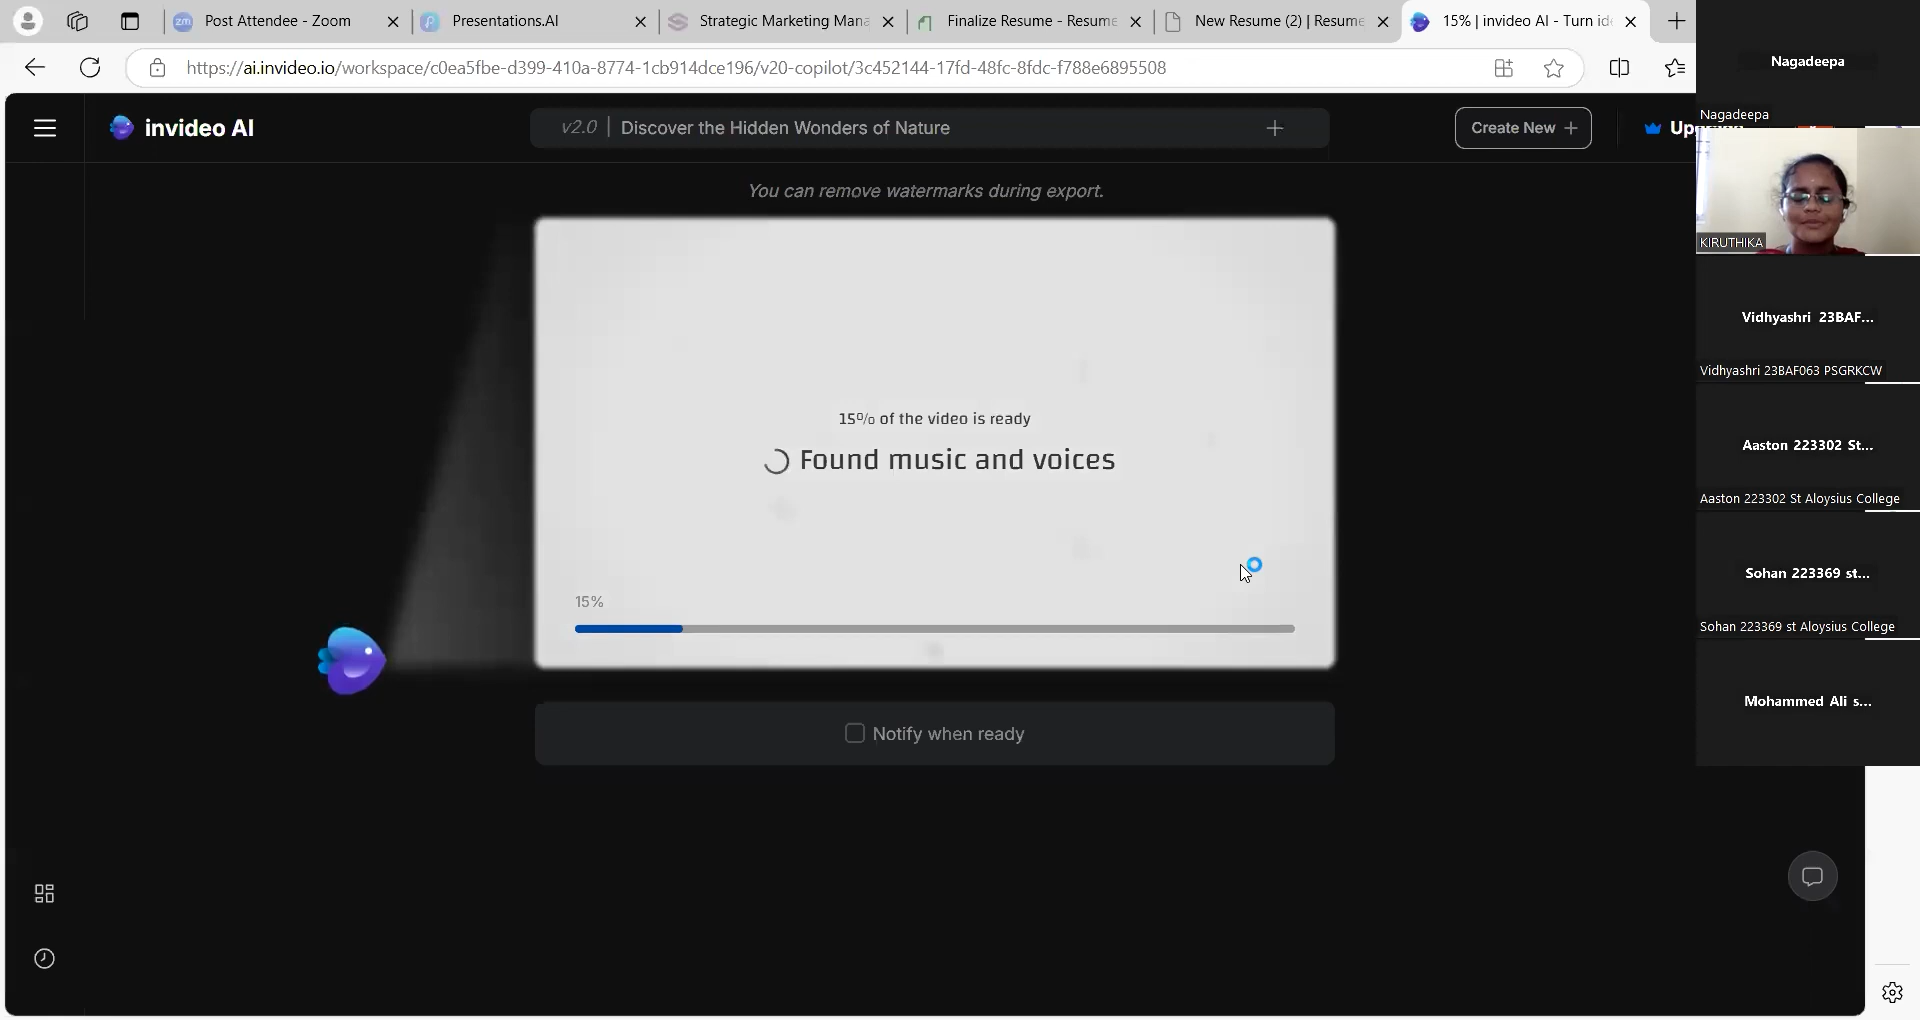 Post Attendee - Zoom
Presentations.AI
Strategic Marketing Mana
Finalize Resume - Resume
New Resume (2) | Resume
15% | invideo AI - Turn ide
https://ai.invideo.io/workspace/c0ea5fbe-d399-410a-8774-1cb914dce196/v20-copilot/3c452144-17fd-48fc-8fdc-f788e6895508
invideo AI
v2.0 | Discover the Hidden Wonders of Nature
Create New
You can remove watermarks during export.
15% of the video is ready
Found music and voices
15%
Notify when ready
Nagadeepa
Nagadeepa
KIRUTHIKA
Vidhyashri 23BAF...
Vidhyashri 23BAF063 PSGRKCW
Aaston 223302 St...
Aaston 223302 St Aloysius College
Sohan 223369 st...
Sohan 223369 st Aloysius College
Mohammed Ali s...